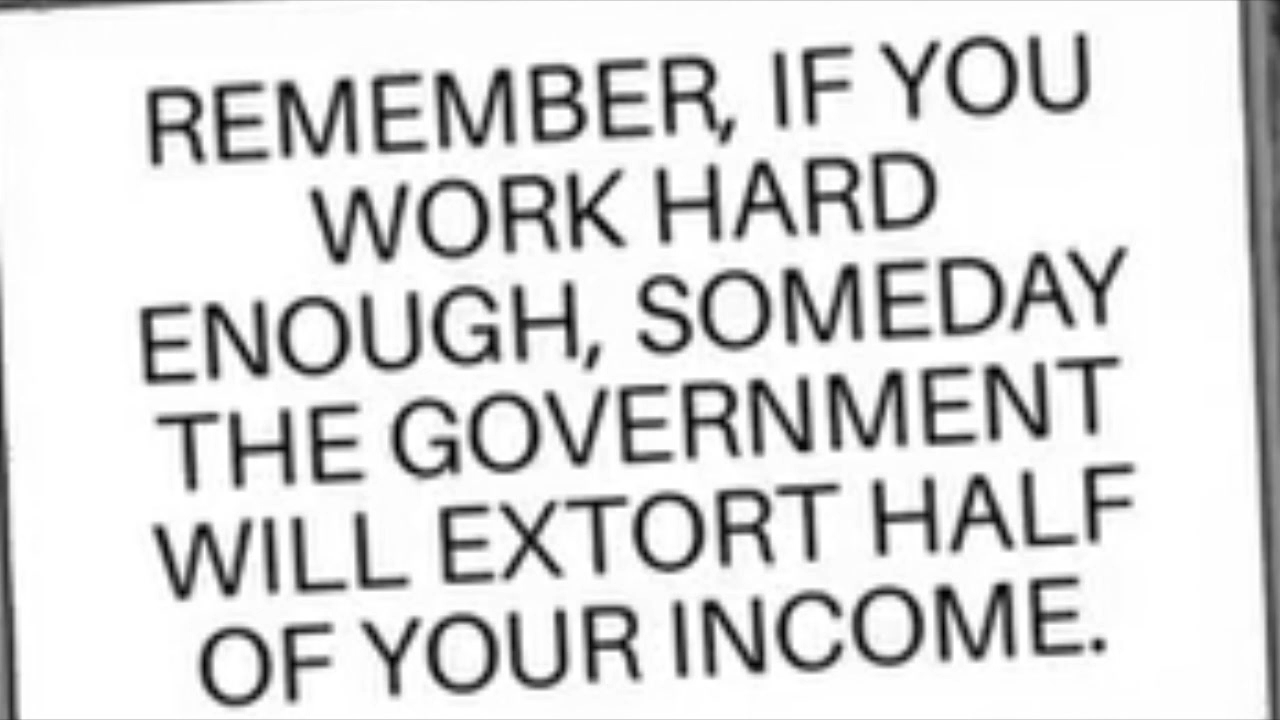 REMEMBER, IF YOU
WORK HARD
ENOUGH, SOMEDAY
THE GOVERNMENT
WILL EXTORT HALF
OF YOUR INCOME.